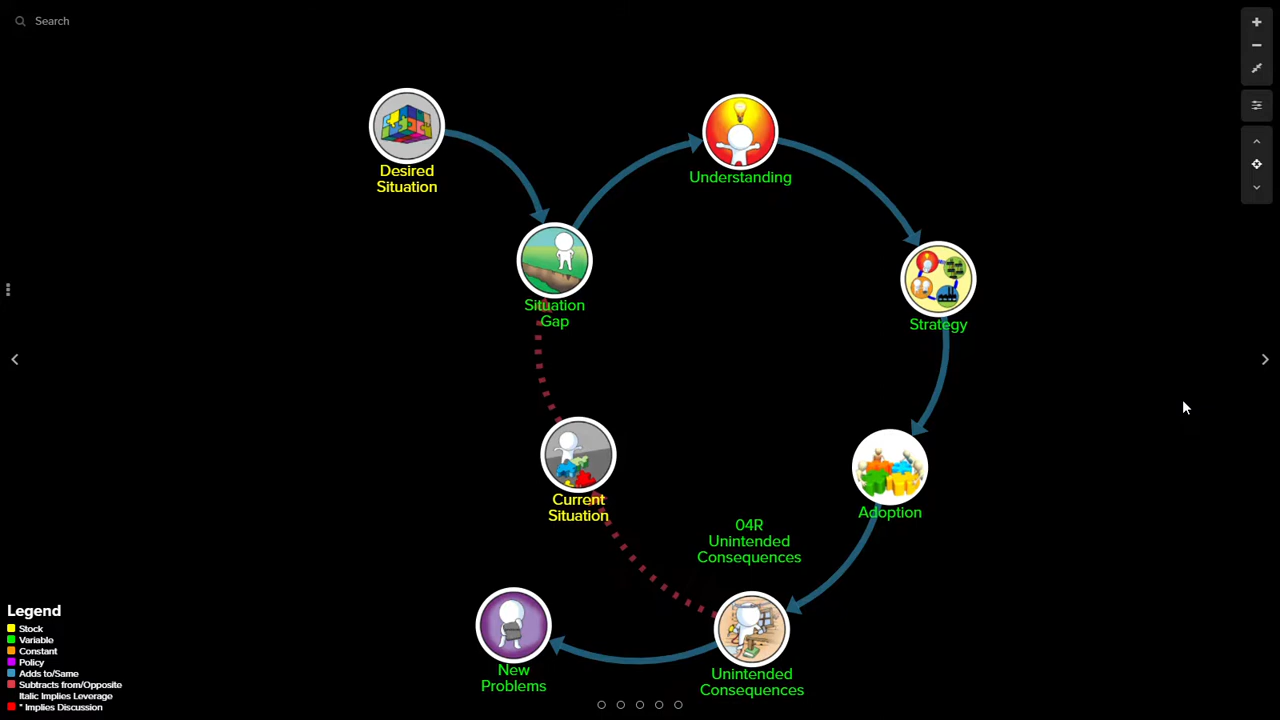 Search
Desired
Situation
Understanding
Situation
Gap
Strategy
Current
Situation
Adoption
04R
Unintended
Consequences
New
Problems
Unintended
Consequences
Legend
Stock
Variable
Constant
Policy
Adds to/Same
Subtracts from/Opposite
Italic Implies Leverage
* Implies Discussion